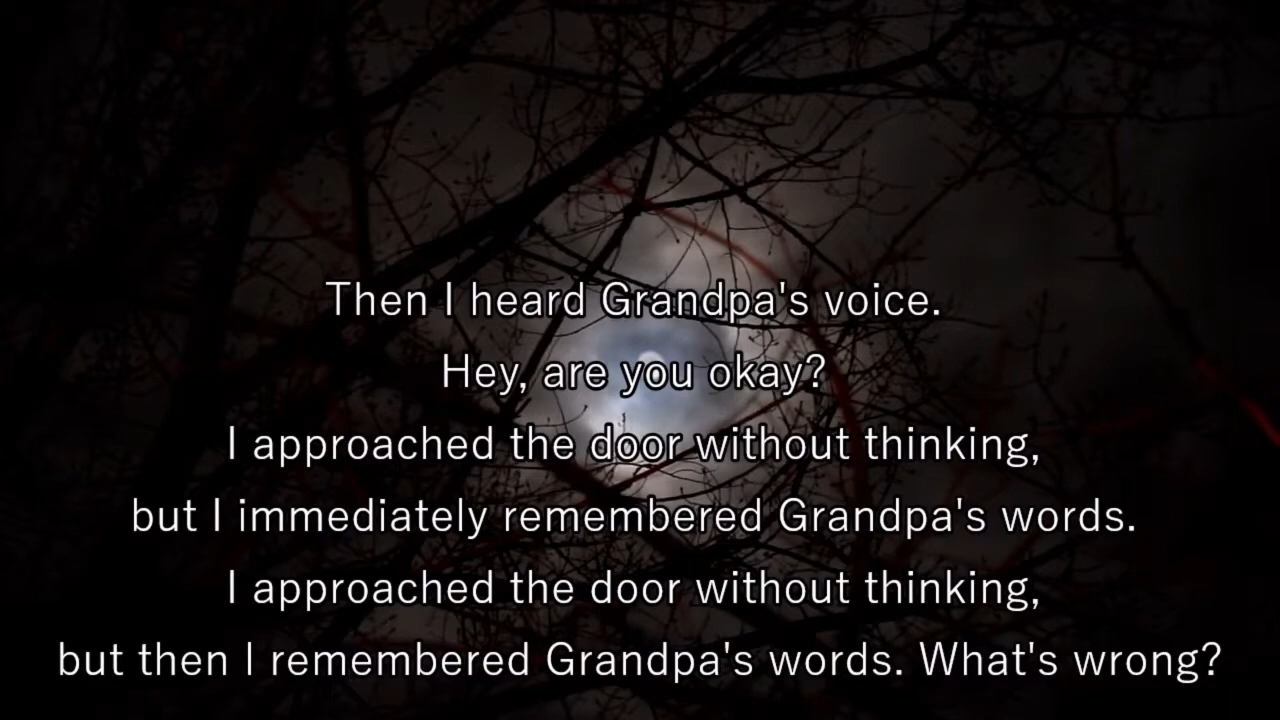 Then I heard Grandpa's voice.
Hey, are you okay?
I approached the door without thinking,
but I immediately remembered Grandpa's words.
I approached the door without thinking,
but then I remembered Grandpa's words. What's wrong?